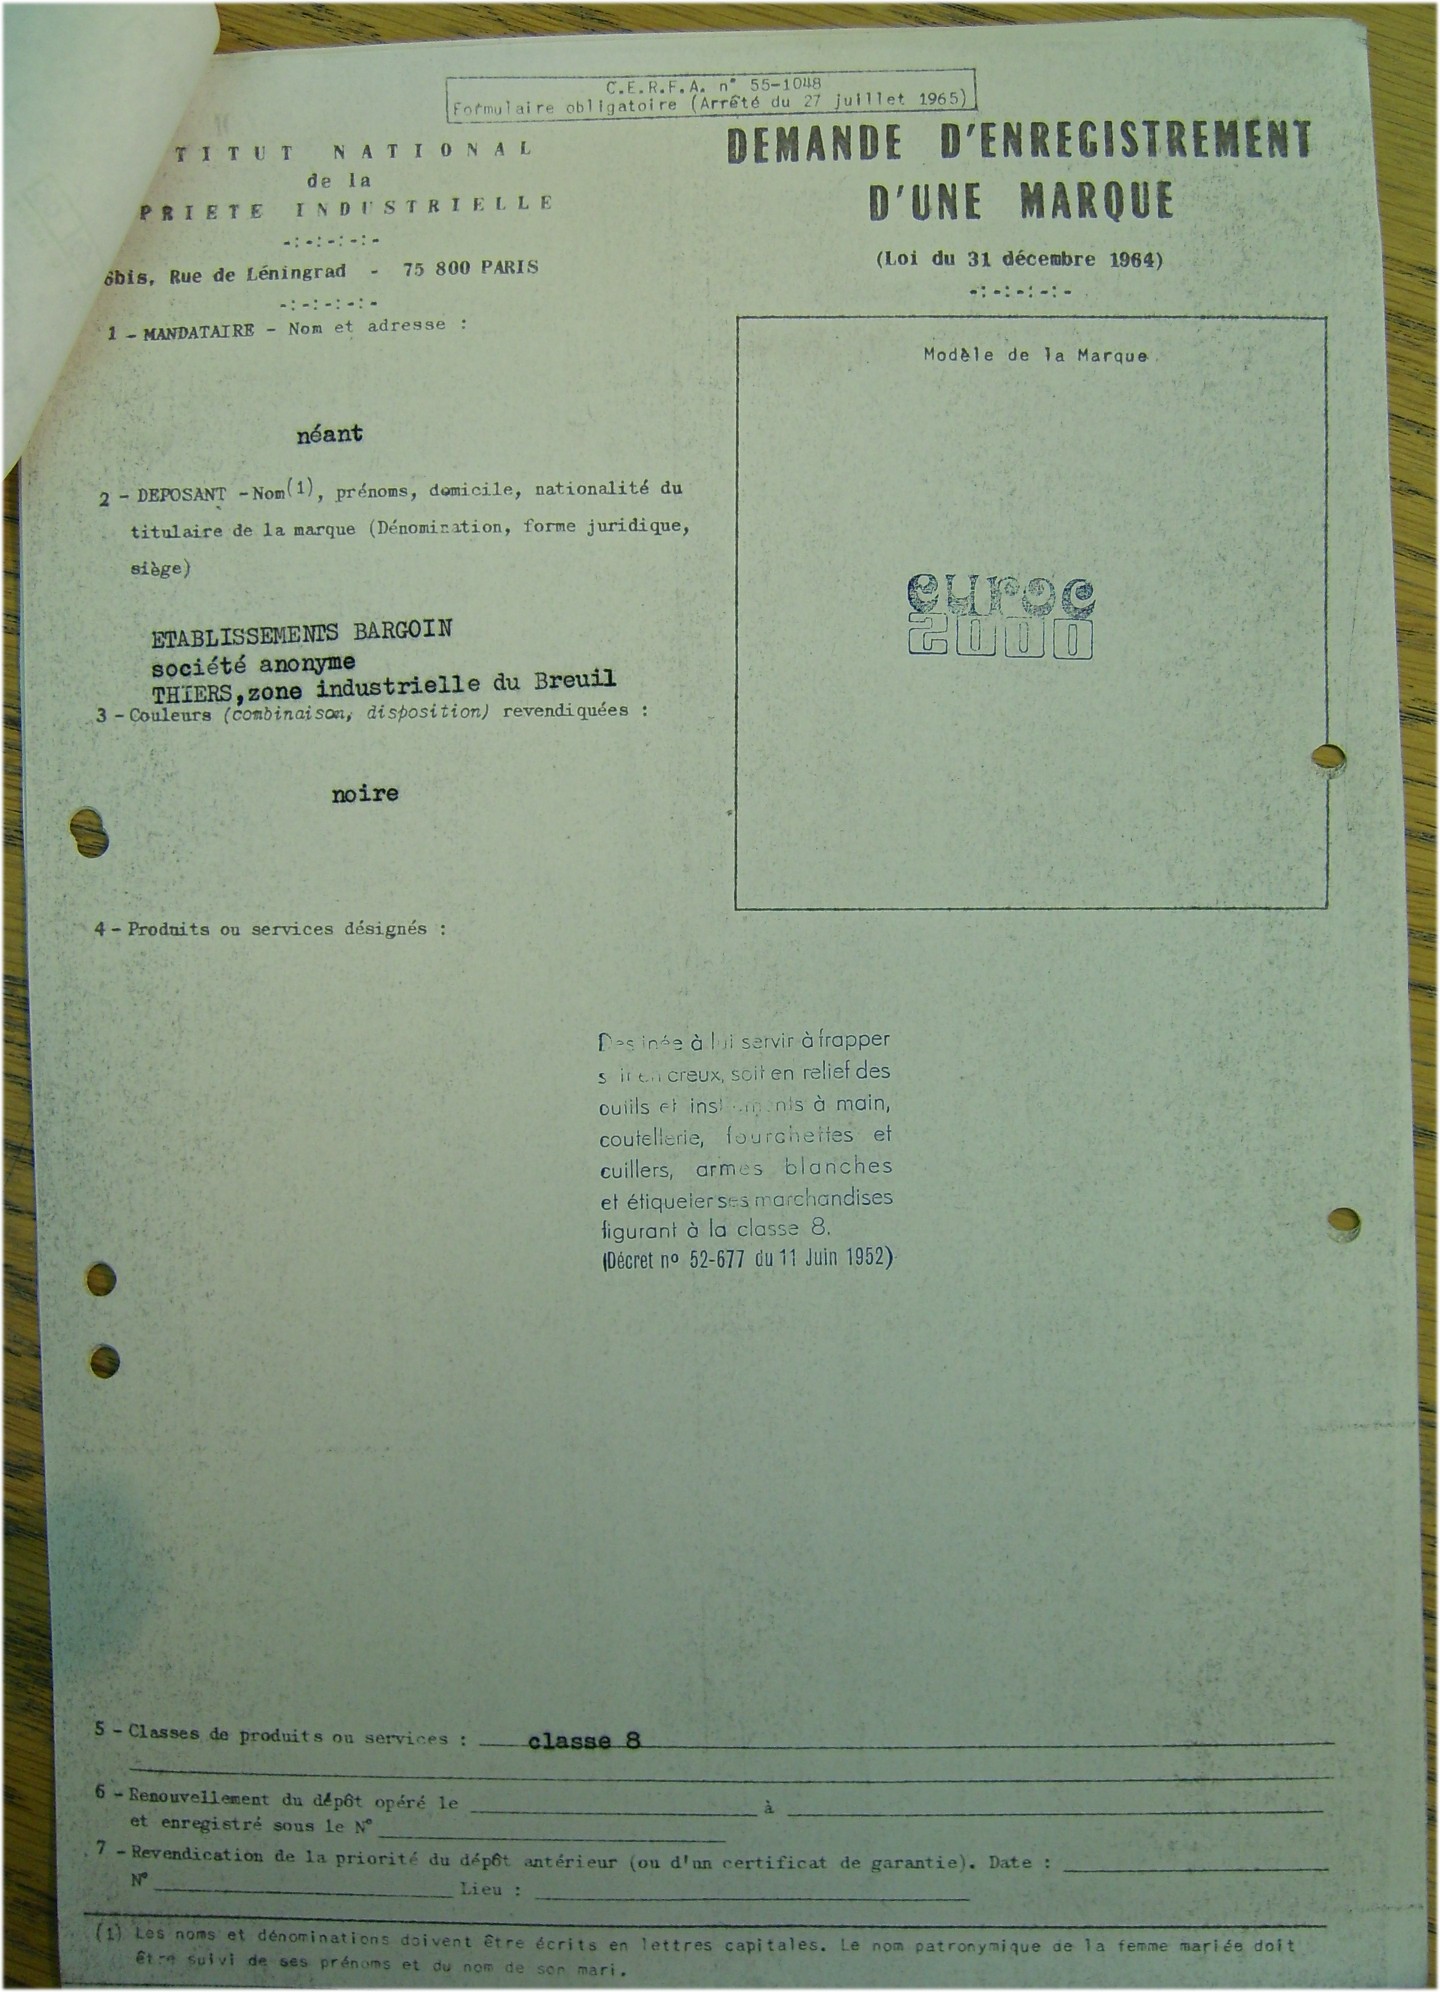 C.E.R.F.A. n° 55-1048
Formulaire obligatoire (Arrêté du 27 juillet 1965)
TITUT NATIONAL
de la
PRIETE INDUSTRIELLE
-:-:-:-:-
6bis, Rue de Léningrad - 75 800 PARIS
-:-:-:-:-
DEMANDE D'ENREGISTREMENT
D'UNE MARQUE
(Loi du 31 décembre 1964)
-:-:-:-:-
1 - MANDATAIRE - Nom et adresse :
néant
2 - DEPOSANT - Nom(1), prénoms, domicile, nationalité du
titulaire de la marque (Dénomination, forme juridique,
siège)
ETABLISSEMENTS BARGOIN
société anonyme
THIERS, zone industrielle du Breuil
3 - Couleurs (combinaison, disposition) revendiquées :
noire
Modèle de la Marque
euroc
2000
4 - Produits ou services désignés :
Destinée à lui servir à frapper
soit en creux, soit en relief des
outils et instruments à main,
coutellerie, fourchettes et
cuillers, armes blanches
et étiqueter ses marchandises
figurant à la classe 8.
(Décret nº 52-677 du 11 Juin 1952)
5 - Classes de produits ou services : classe 8
6 - Renouvellement du dépôt opéré le à
et enregistré sous le N°
7 - Revendication de la priorité du dépôt antérieur (ou d'un certificat de garantie). Date :
N° Lieu :
(1) Les noms et dénominations doivent être écrits en lettres capitales. Le nom patronymique de la femme mariée doit
être suivi de ses prénoms et du nom de son mari.